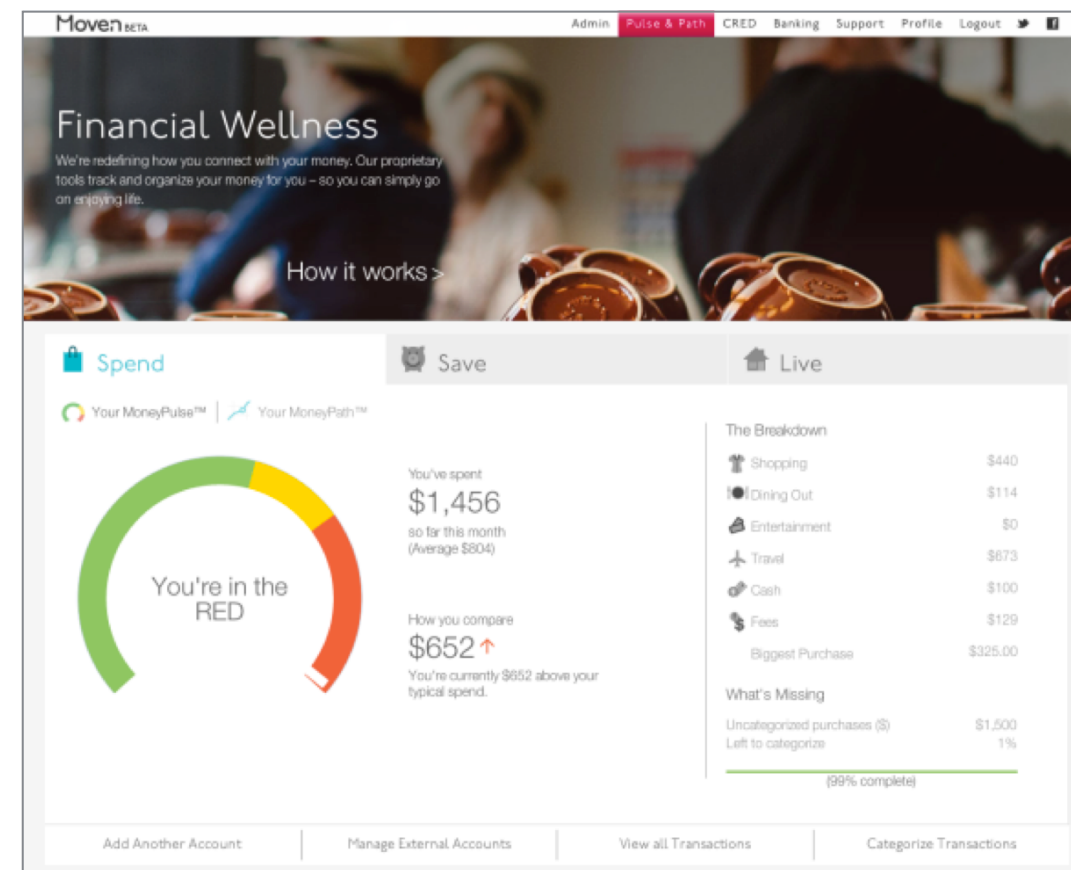 Moven BETA
Admin Pulse & Path CRED Banking Support Profile Logout
Financial Wellness
We're redefining how you connect with your money. Our proprietary
tools track and organize your money for you – so you can simply go
on enjoying life.
How it works >
Spend
Save
Live
Your MoneyPulse™ Your MoneyPath™
You're in the
RED
You've spent
$1,456
so far this month
(Average $804)
How you compare
$652
You're currently $652 above your
typical spend.
The Breakdown
Shopping $440
Dining Out $114
Entertainment $0
Travel $673
Cash $100
Fees $129
Biggest Purchase $325.00
What's Missing
Uncategorized purchases ($) $1,500
Left to categorize 1%
(99% complete)
Add Another Account
Manage External Accounts
View all Transactions
Categorize Transactions